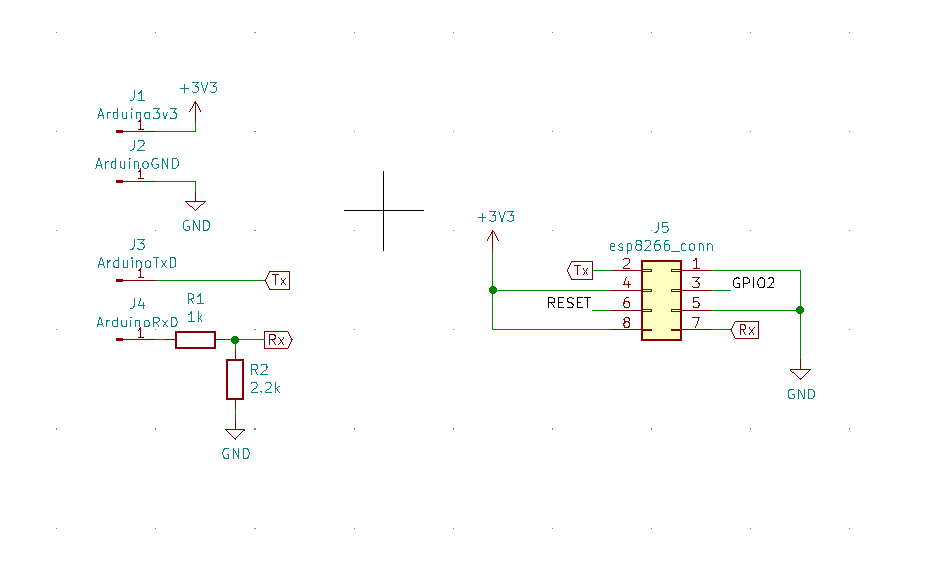 J1
+3V3
Arduino3v3
1
J2
ArduinoGND
1
GND
J3
ArduinoTxD
1
Tx
J4
ArduinoRxD
1
R1
1k
Rx
R2
2.2k
GND
+3V3
J5
esp8266_conn
Tx
2
1
4
3
GPIO2
RESET
6
5
8
7
Rx
GND